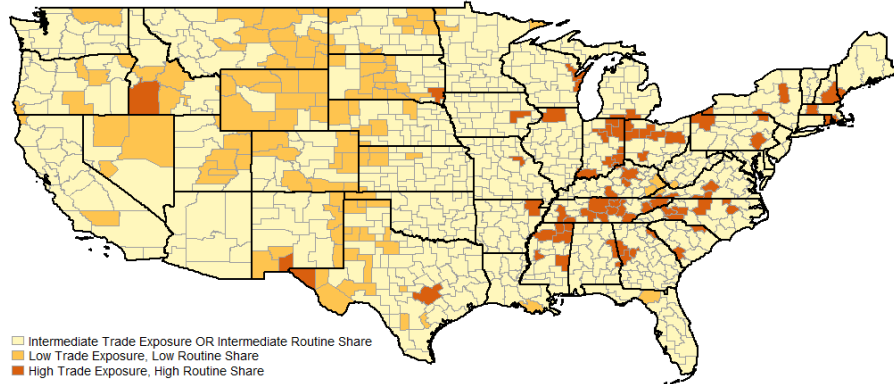 Intermediate Trade Exposure OR Intermediate Routine Share
Low Trade Exposure, Low Routine Share
High Trade Exposure, High Routine Share